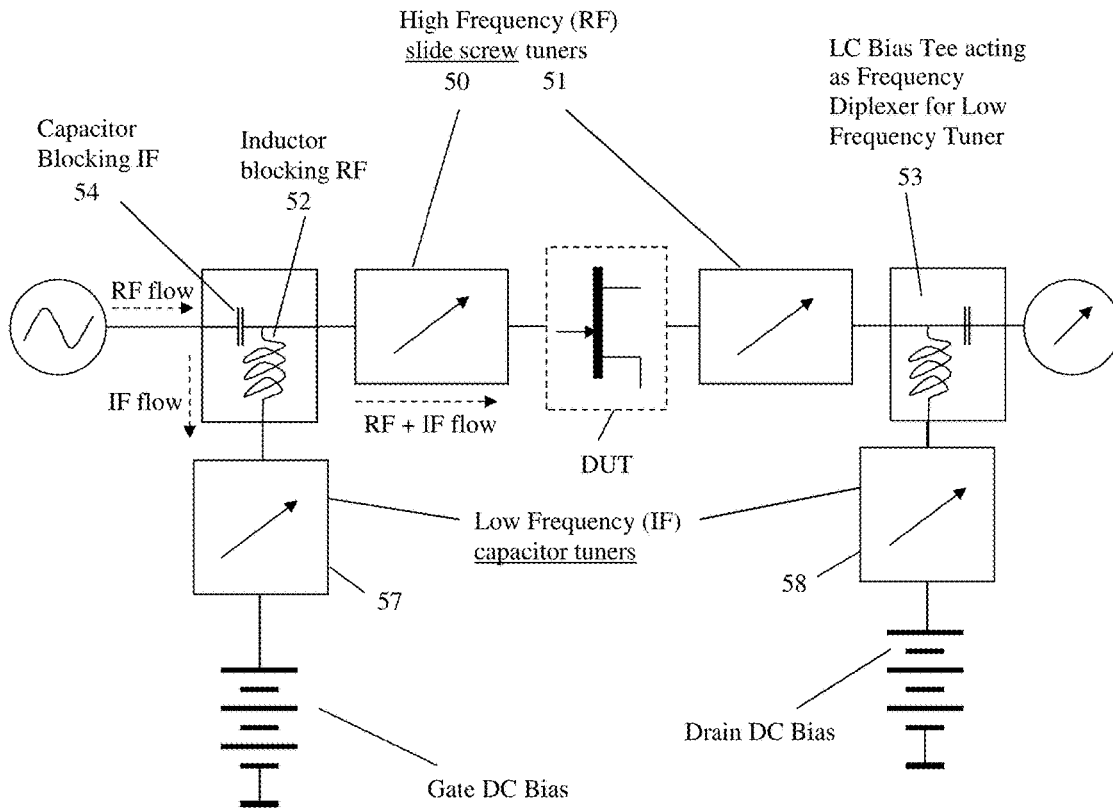 High Frequency (RF)
slide screw tuners
50
51
LC Bias Tee acting
as Frequency
Diplexer for Low
Frequency Tuner
53
Capacitor
Blocking IF
54
Inductor
blocking RF
52
RF flow
IF flow
RF + IF flow
DUT
Low Frequency (IF)
capacitor tuners
57
58
Drain DC Bias
Gate DC Bias